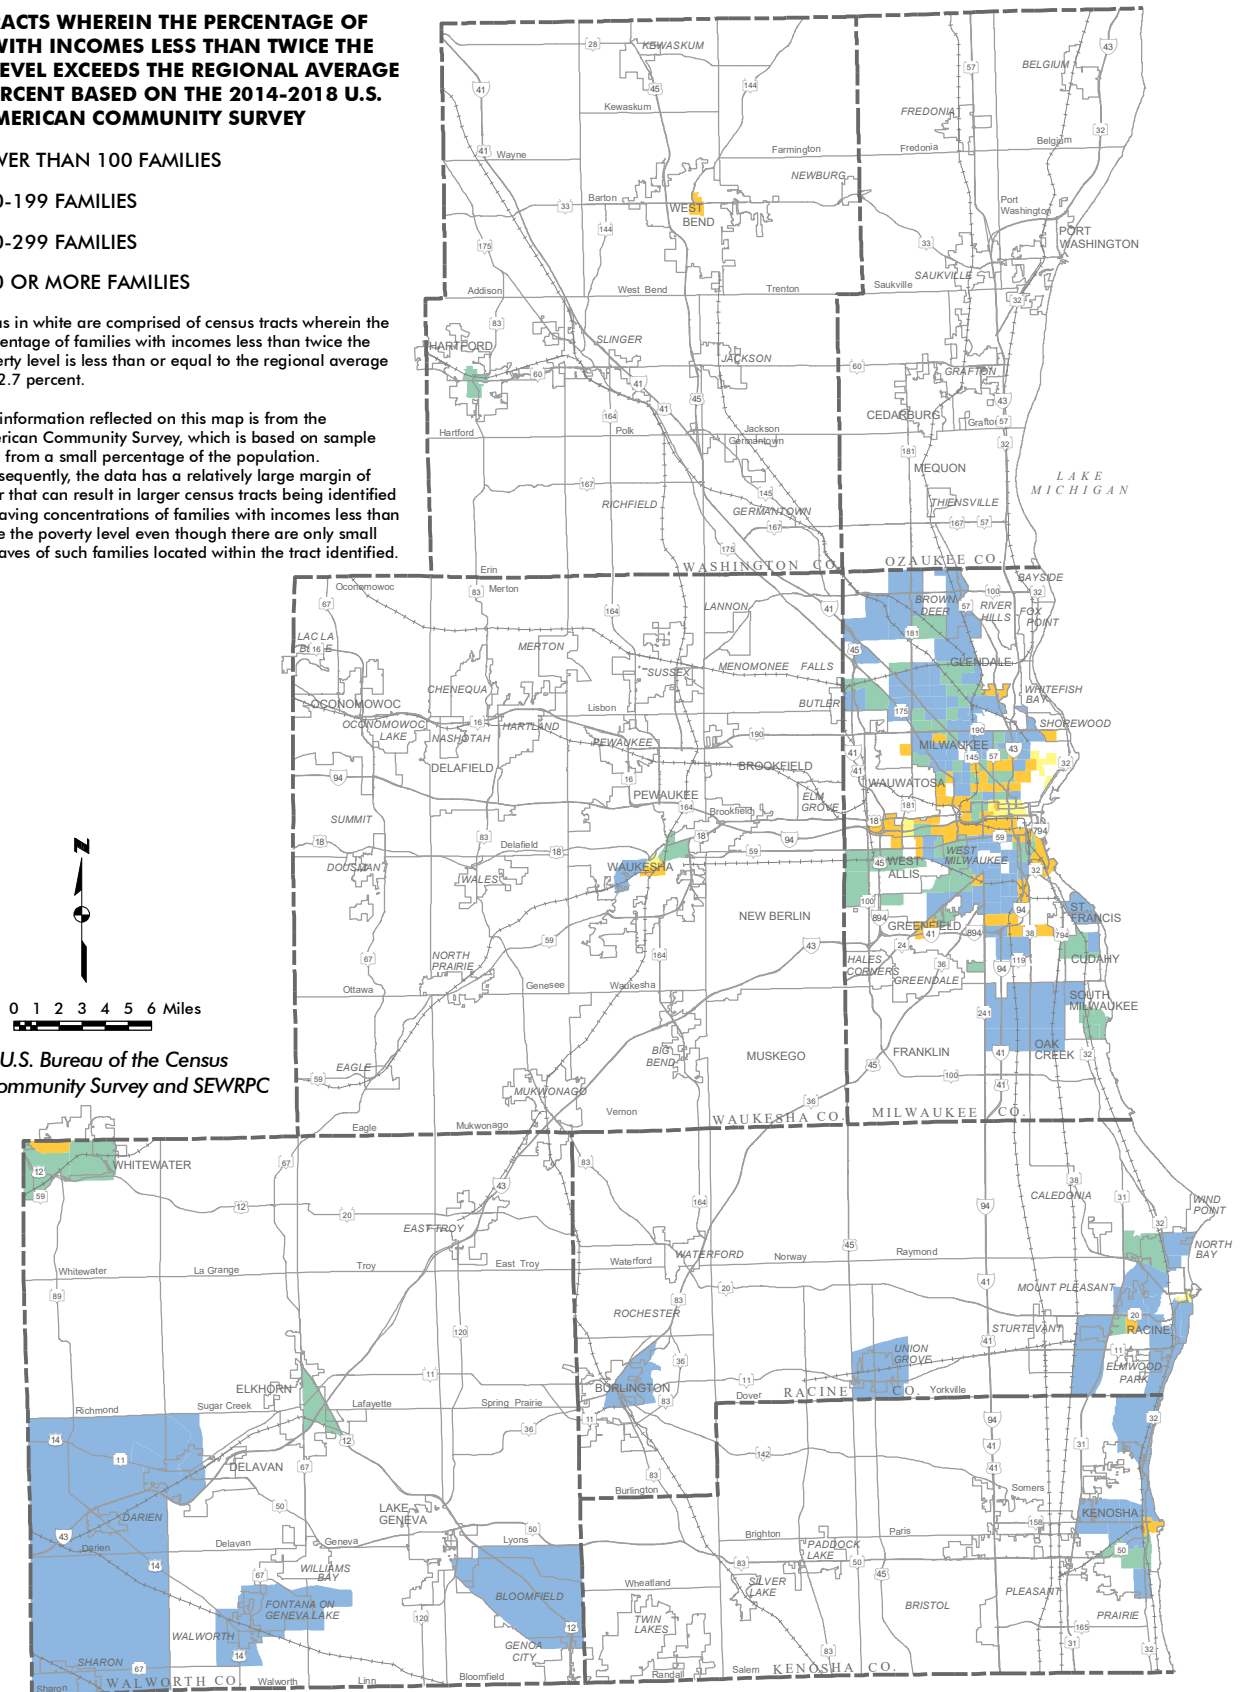 ACTS WHEREIN THE PERCENTAGE OF
WITH INCOMES LESS THAN TWICE THE
EVEL EXCEEDS THE REGIONAL AVERAGE
RCENT BASED ON THE 2014-2018 U.S.
MERICAN COMMUNITY SURVEY
WER THAN 100 FAMILIES
0-199 FAMILIES
0-299 FAMILIES
0 OR MORE FAMILIES
as in white are comprised of census tracts wherein the
entage of families with incomes less than twice the
erty level is less than or equal to the regional average
2.7 percent.
information reflected on this map is from the
erican Community Survey, which is based on sample
from a small percentage of the population.
sequently, the data has a relatively large margin of
r that can result in larger census tracts being identified
aving concentrations of families with incomes less than
e the poverty level even though there are only small
aves of such families located within the tract identified.
N
0 1 2 3 4 5 6 Miles
U.S. Bureau of the Census
ommunity Survey and SEWRPC
KEWASKUM
Kewaskum
Wayne
Farmington
Fredonia
Belgium
BELGIUM
FREDONIA
NEWBURG
Barton
WEST
BEND
Port
Washington
PORT
WASHINGTON
SAUKVILLE
Saukville
Addison
West Bend
Trenton
HARTFORD
SLINGER
JACKSON
GRAFTON
CEDARBURG
Grafton
Hartford
Polk
Jackson
Germantown
MEQUON
LAKE
MICHIGAN
RICHFIELD
GERMANTOWN
THIENSVILLE
Erin
WASHINGTON CO.
OZAUKEE CO.
Oconomowoc
Merton
LANNON
BAYSIDE
BROWN
DEER
RIVER
HILLS
FOX
POINT
LAC LA
MERTON
SUSSEX
MENOMONEE FALLS
GLENDALE
CHENEQUA
OCONOMOWOC
OCONOMOWOC
LAKE
NASHOTAH
HARTLAND
Lisbon
BUTLER
WHITEFISH
BAY
SHOREWOOD
PEWAUKEE
DELAFIELD
BROOKFIELD
MILWAUKEE
WAUWATOSA
PEWAUKEE
Brookfield
ELM
GROVE
SUMMIT
Delafield
DOUSMAN
WALES
WAUKESHA
WEST
MILWAUKEE
WEST
ALLIS
NEW BERLIN
ST.
FRANCIS
GREENFIELD
NORTH
PRAIRIE
HALES
CORNERS
GREENDALE
CUDAHY
Ottawa
Genesee
Waukesha
SOUTH
MILWAUKEE
EAGLE
BIG
BEND
MUSKEGO
FRANKLIN
OAK
CREEK
MUKWONAGO
Vernon
WAUKESHA CO.
MILWAUKEE CO.
Eagle
Mukwonago
WHITEWATER
CALEDONIA
WIND
POINT
EAST TROY
WATERFORD
NORTH
BAY
Whitewater
La Grange
Troy
East Troy
Waterford
Norway
Raymond
ROCHESTER
MOUNT PLEASANT
STURTEVANT
RACINE
UNION
GROVE
ELMWOOD
PARK
ELKHORN
BURLINGTON
Dover
RACINE CO.
Yorkville
Richmond
Sugar Creek
Lafayette
Spring Prairie
DELAVAN
Burlington
Somers
DARIEN
LAKE
GENEVA
KENOSHA
Darien
Delavan
Geneva
Lyons
Brighton
Paris
PADDOCK
LAKE
WILLIAMS
BAY
FONTANA ON
GENEVA LAKE
BLOOMFIELD
Wheatland
SILVER
LAKE
PLEASANT
PRAIRIE
TWIN
LAKES
BRISTOL
WALWORTH
GENOA
CITY
SHARON
Sharon
WALWORTH CO.
Walworth
Linn
Bloomfield
Randall
Salem
KENOSHA CO.